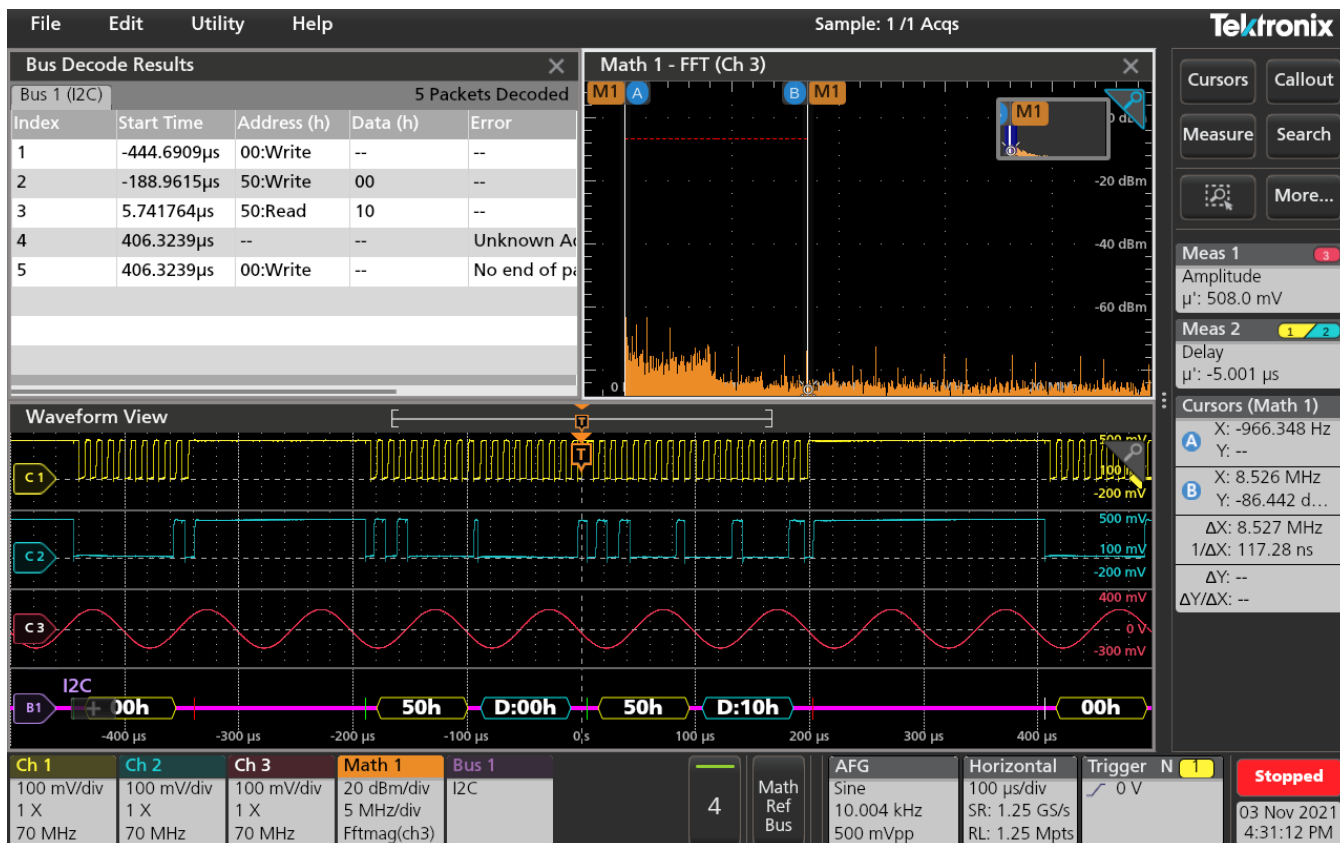 File Edit Utility Help Sample: 1 /1 Acqs Tektronix
Bus Decode Results
Bus 1 (I2C) 5 Packets Decoded
Index Start Time Address (h) Data (h) Error
1 -444.6909µs 00:Write -- --
2 -188.9615µs 50:Write 00 --
3 5.741764µs 50:Read 10 --
4 406.3239µs -- -- Unknown Ac
5 406.3239µs 00:Write -- No end of pa
Math 1 - FFT (Ch 3)
M1 A B M1
M1
-20 dBm
-40 dBm
-60 dBm
0
Cursors Callout
Measure Search
More...
Meas 1 3
Amplitude
µ': 508.0 mV
Meas 2 1 2
Delay
µ': -5.001 µs
Cursors (Math 1)
A X: -966.348 Hz
Y: --
B X: 8.526 MHz
Y: -86.442 d...
ΔX: 8.527 MHz
1/ΔX: 117.28 ns
ΔY: --
ΔY/ΔX: --
Waveform View
T
T
C 1
500 mV
100
-200 mV
C 2
500 mV
100 mV
-200 mV
C 3
400 mV
0 V
-300 mV
I2C
B1 00h 50h D:00h 50h D:10h 00h
-400 µs -300 µs -200 µs -100 µs 0 s 100 µs 200 µs 300 µs 400 µs
Ch 1
100 mV/div
1 X
70 MHz
Ch 2
100 mV/div
1 X
70 MHz
Ch 3
100 mV/div
1 X
70 MHz
Math 1
20 dBm/div
5 MHz/div
Fftmag(ch3)
Bus 1
I2C
4
Math
Ref
Bus
AFG
Sine
10.004 kHz
500 mVpp
Horizontal
100 µs/div
SR: 1.25 GS/s
RL: 1.25 Mpts
Trigger N 1
0 V
Stopped
03 Nov 2021
4:31:12 PM